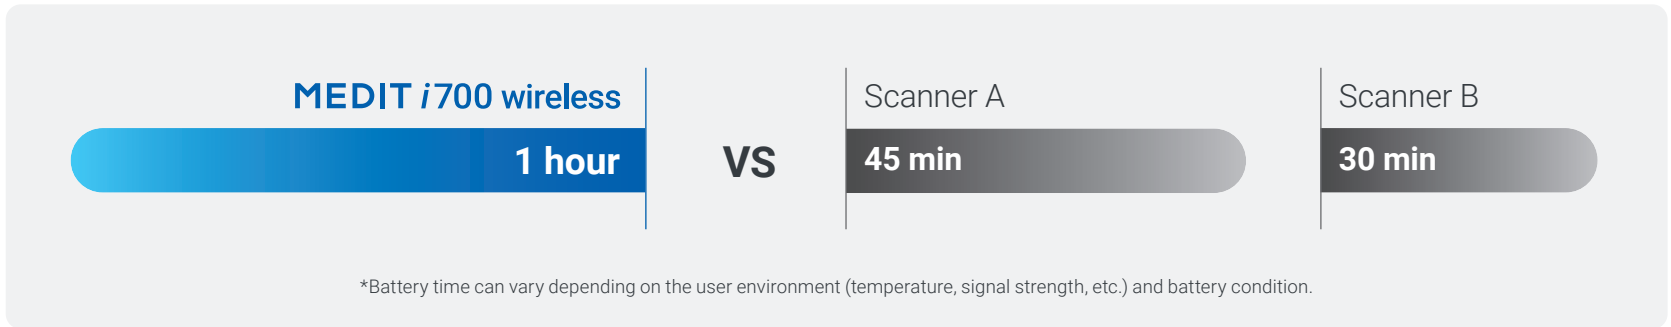 MEDIT i700 wireless
1 hour
VS
Scanner A
45 min
Scanner B
30 min
*Battery time can vary depending on the user environment (temperature, signal strength, etc.) and battery condition.